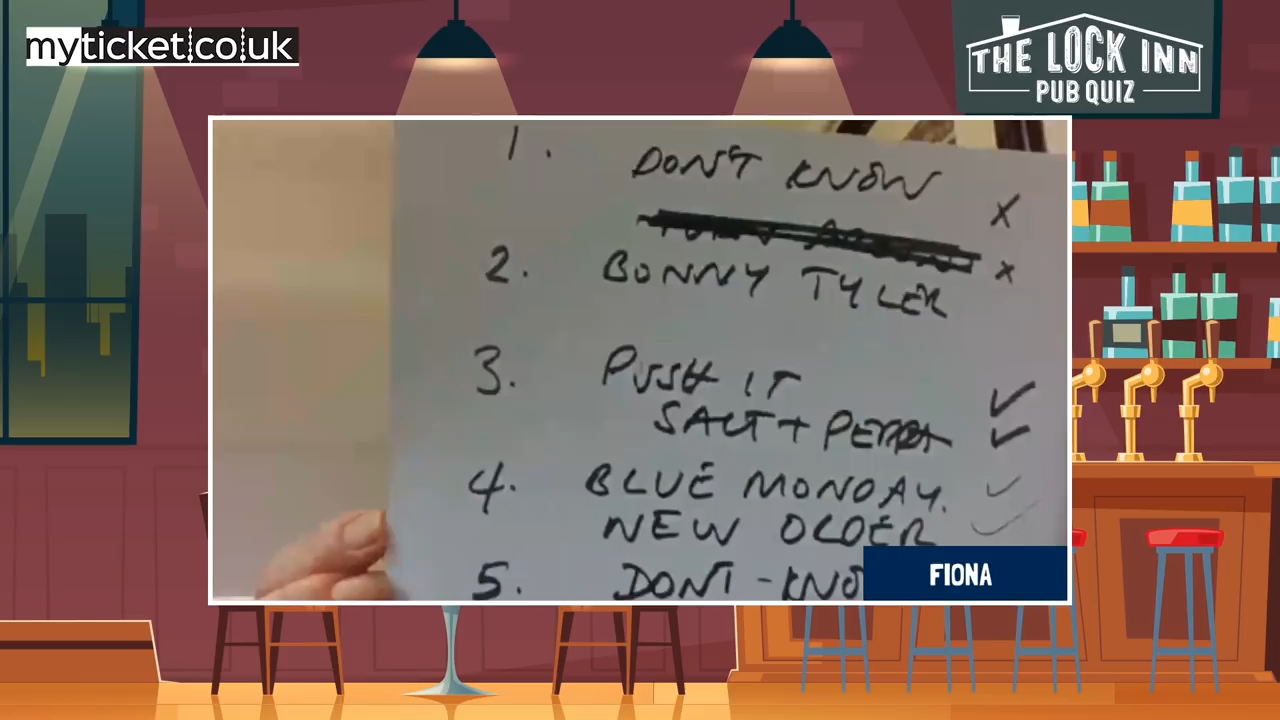 myticket.co.uk
THE LOCK INN
PUB QUIZ
1. DON'T KNOW X
X
2. BONNY TYLER
3. PUSH IT ✓
SALT + PEPPA ✓
4. BLUE MONDAY. ✓
NEW ORDER ✓
5. DONT - KNO
FIONA